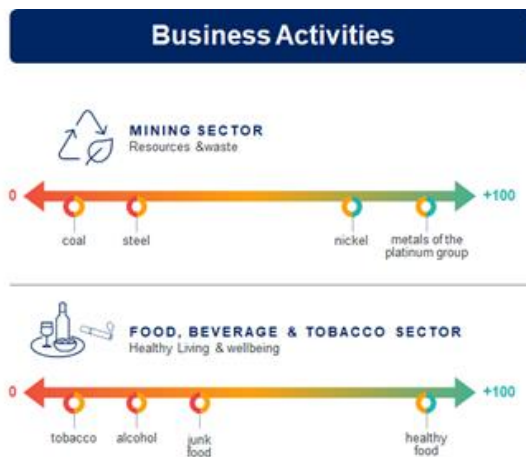 Business Activities
MINING SECTOR
Resources &waste
0
+100
coal
steel
nickel
metals of the
platinum group
FOOD, BEVERAGE & TOBACCO SECTOR
Healthy Living & wellbeing
0
+100
tobacco
alcohol
junk
food
healthy
food